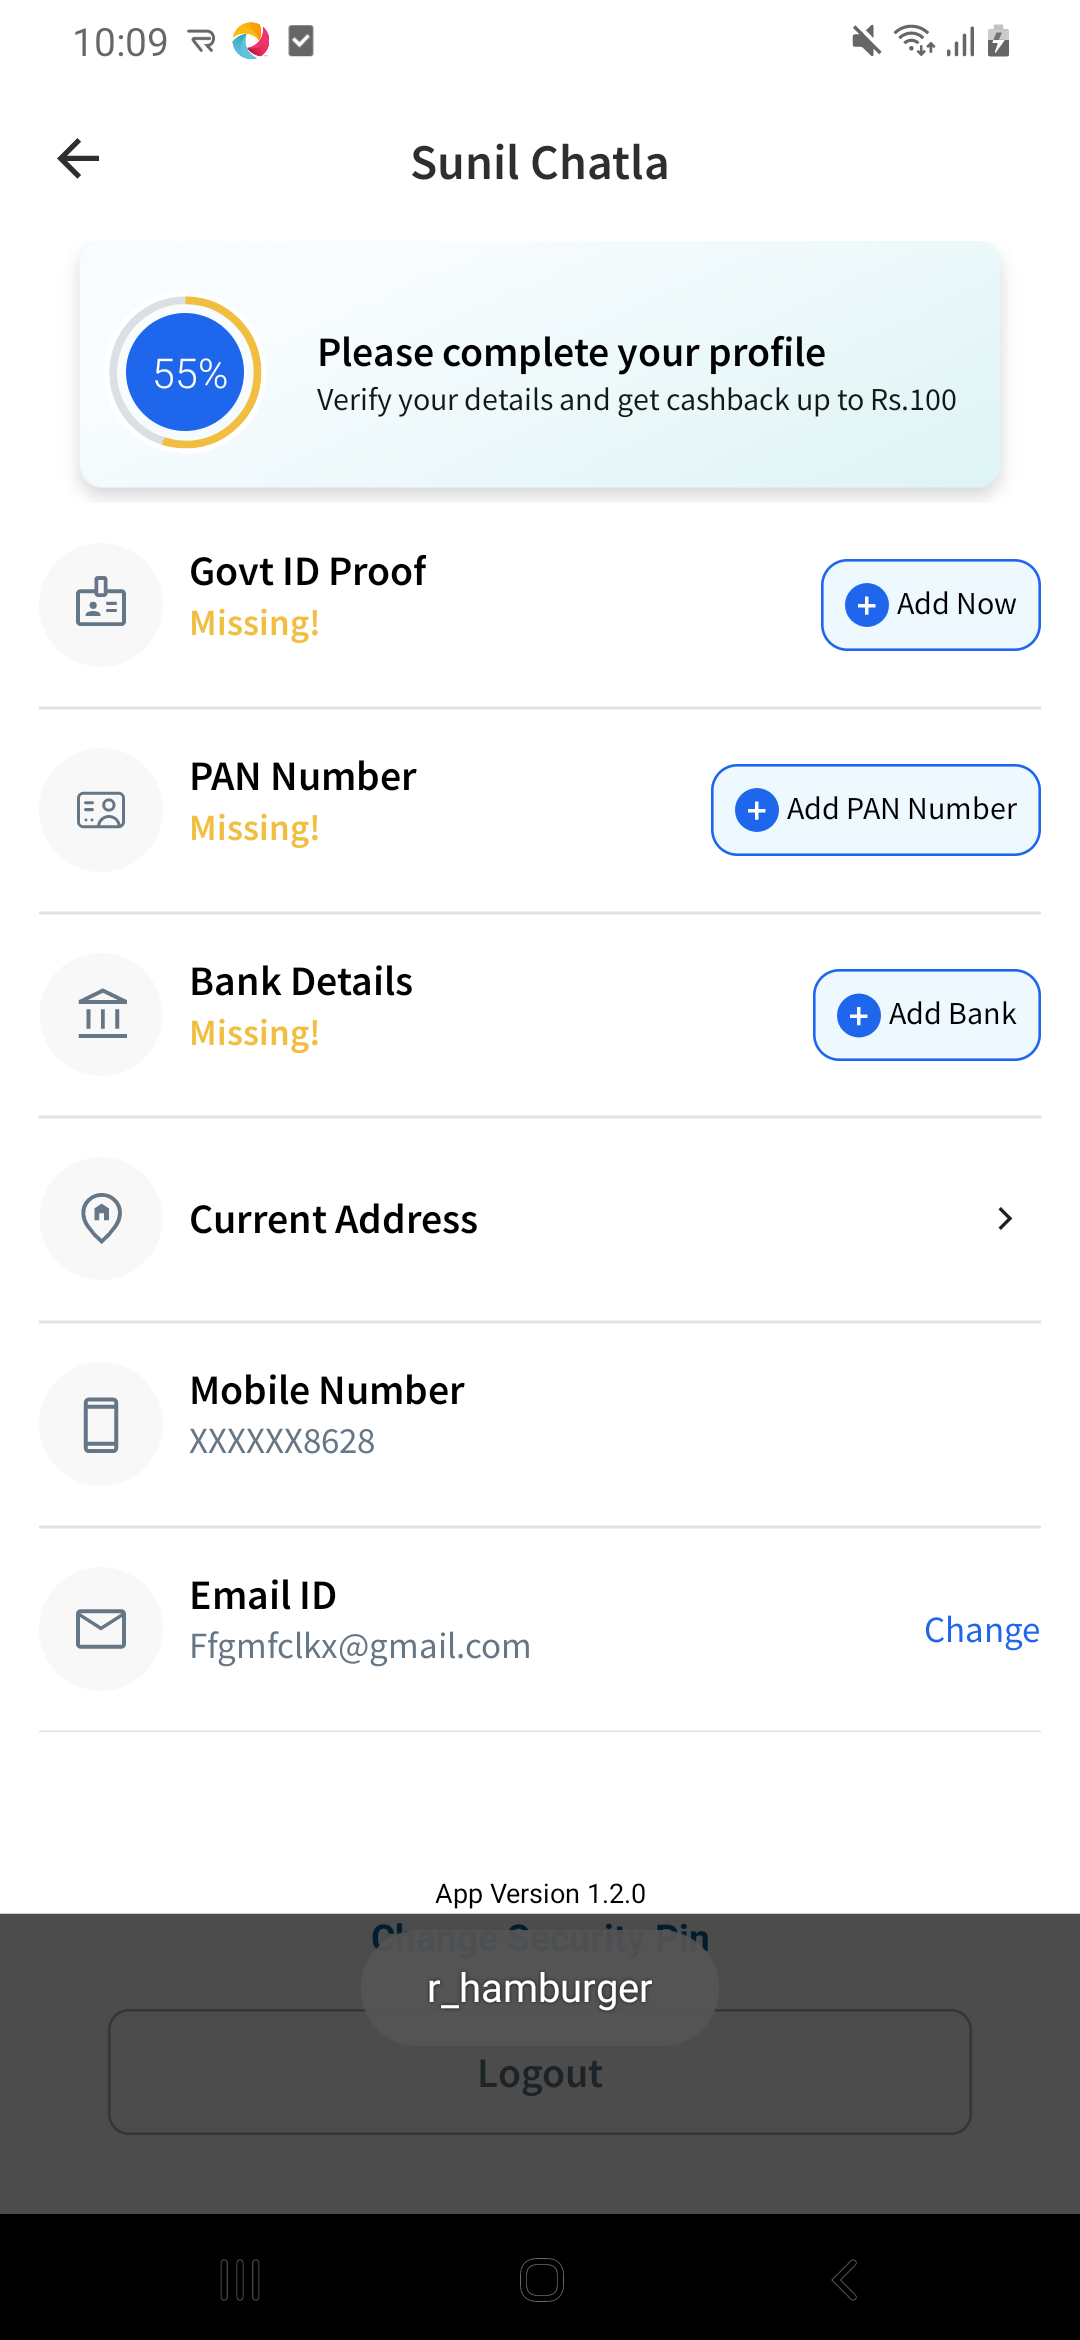 10:09
Sunil Chatla
55%
Please complete your profile
Verify your details and get cashback up to Rs.100
Govt ID Proof
Missing!
Add Now
PAN Number
Missing!
Add PAN Number
Bank Details
Missing!
Add Bank
Current Address
Mobile Number
XXXXXX8628
Email ID
Ffgmfclkx@gmail.com
Change
App Version 1.2.0
Change Security Pin
r_hamburger
Logout